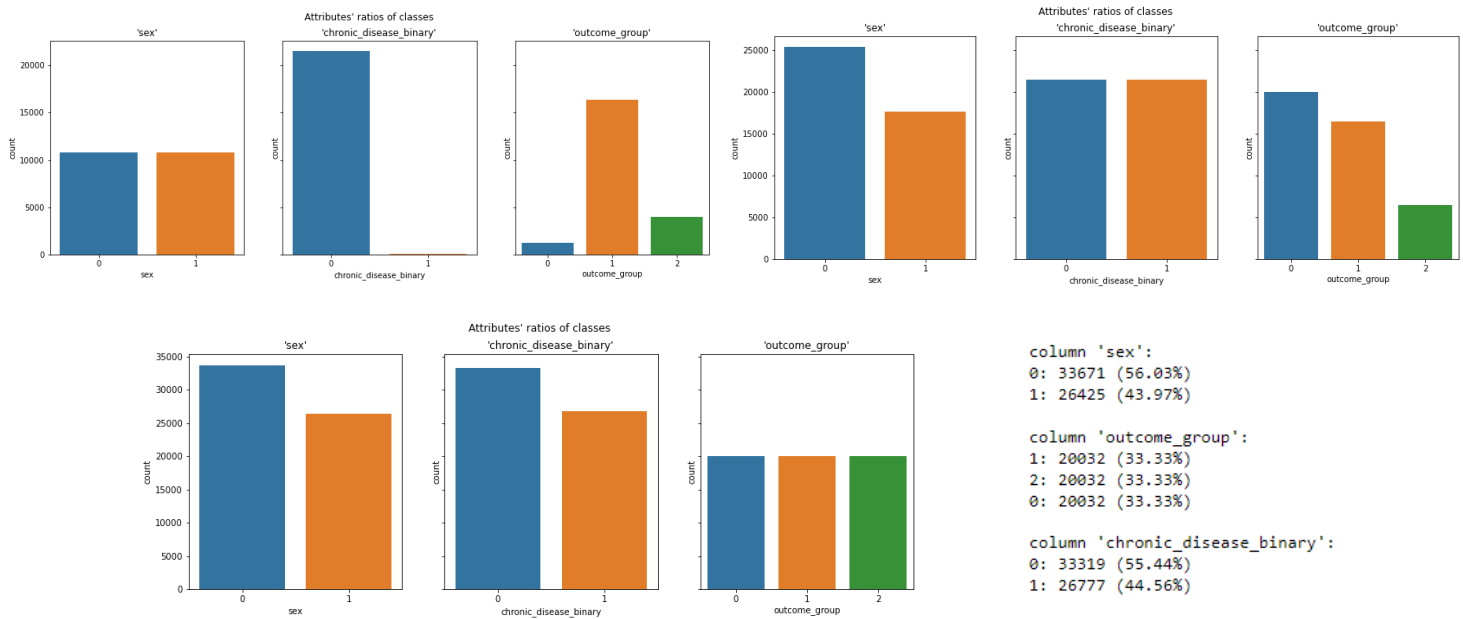 Attributes' ratios of classes
'sex'
'chronic_disease_binary'
'outcome_group'
count
20000
15000
10000
5000
0
0
1
sex
count
0
1
chronic_disease_binary
count
0
1
2
outcome_group
Attributes' ratios of classes
'sex'
'chronic_disease_binary'
'outcome_group'
count
25000
20000
15000
10000
5000
0
0
1
sex
count
0
1
chronic_disease_binary
count
0
1
2
outcome_group
Attributes' ratios of classes
'sex'
'chronic_disease_binary'
'outcome_group'
count
35000
30000
25000
20000
15000
10000
5000
0
0
1
sex
count
0
1
chronic_disease_binary
count
0
1
2
outcome_group
column 'sex':
0: 33671 (56.03%)
1: 26425 (43.97%)
column 'outcome_group':
1: 20032 (33.33%)
2: 20032 (33.33%)
0: 20032 (33.33%)
column 'chronic_disease_binary':
0: 33319 (55.44%)
1: 26777 (44.56%)